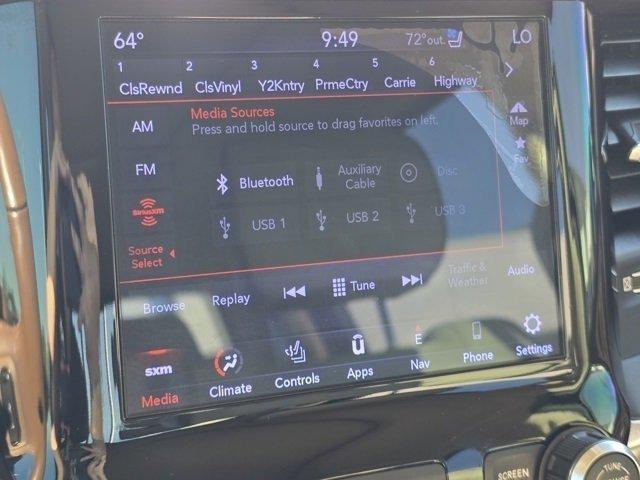 64° 9:49 72°out. LO
1 2 3 4 5 6
ClsRewnd ClsVinyl Y2Kntry PrmeCtry Carrie Highway
Media Sources
Press and hold source to drag favorites on left.
AM
FM
SiriusXM
Source
Select
Bluetooth
Auxiliary
Cable
Disc
USB 1 USB 2 USB 3
Map
Fav
Browse Replay Tune Traffic &
Weather
Audio
sxm
Media
Climate
Controls
Apps
E
Nav
Phone
Settings
SCREEN
TUNE